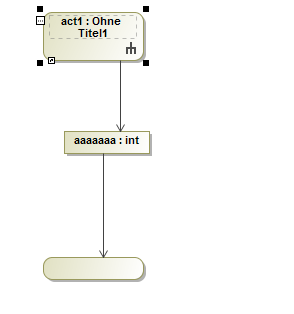 act1 : Ohne
Titel1
aaaaaaa : int